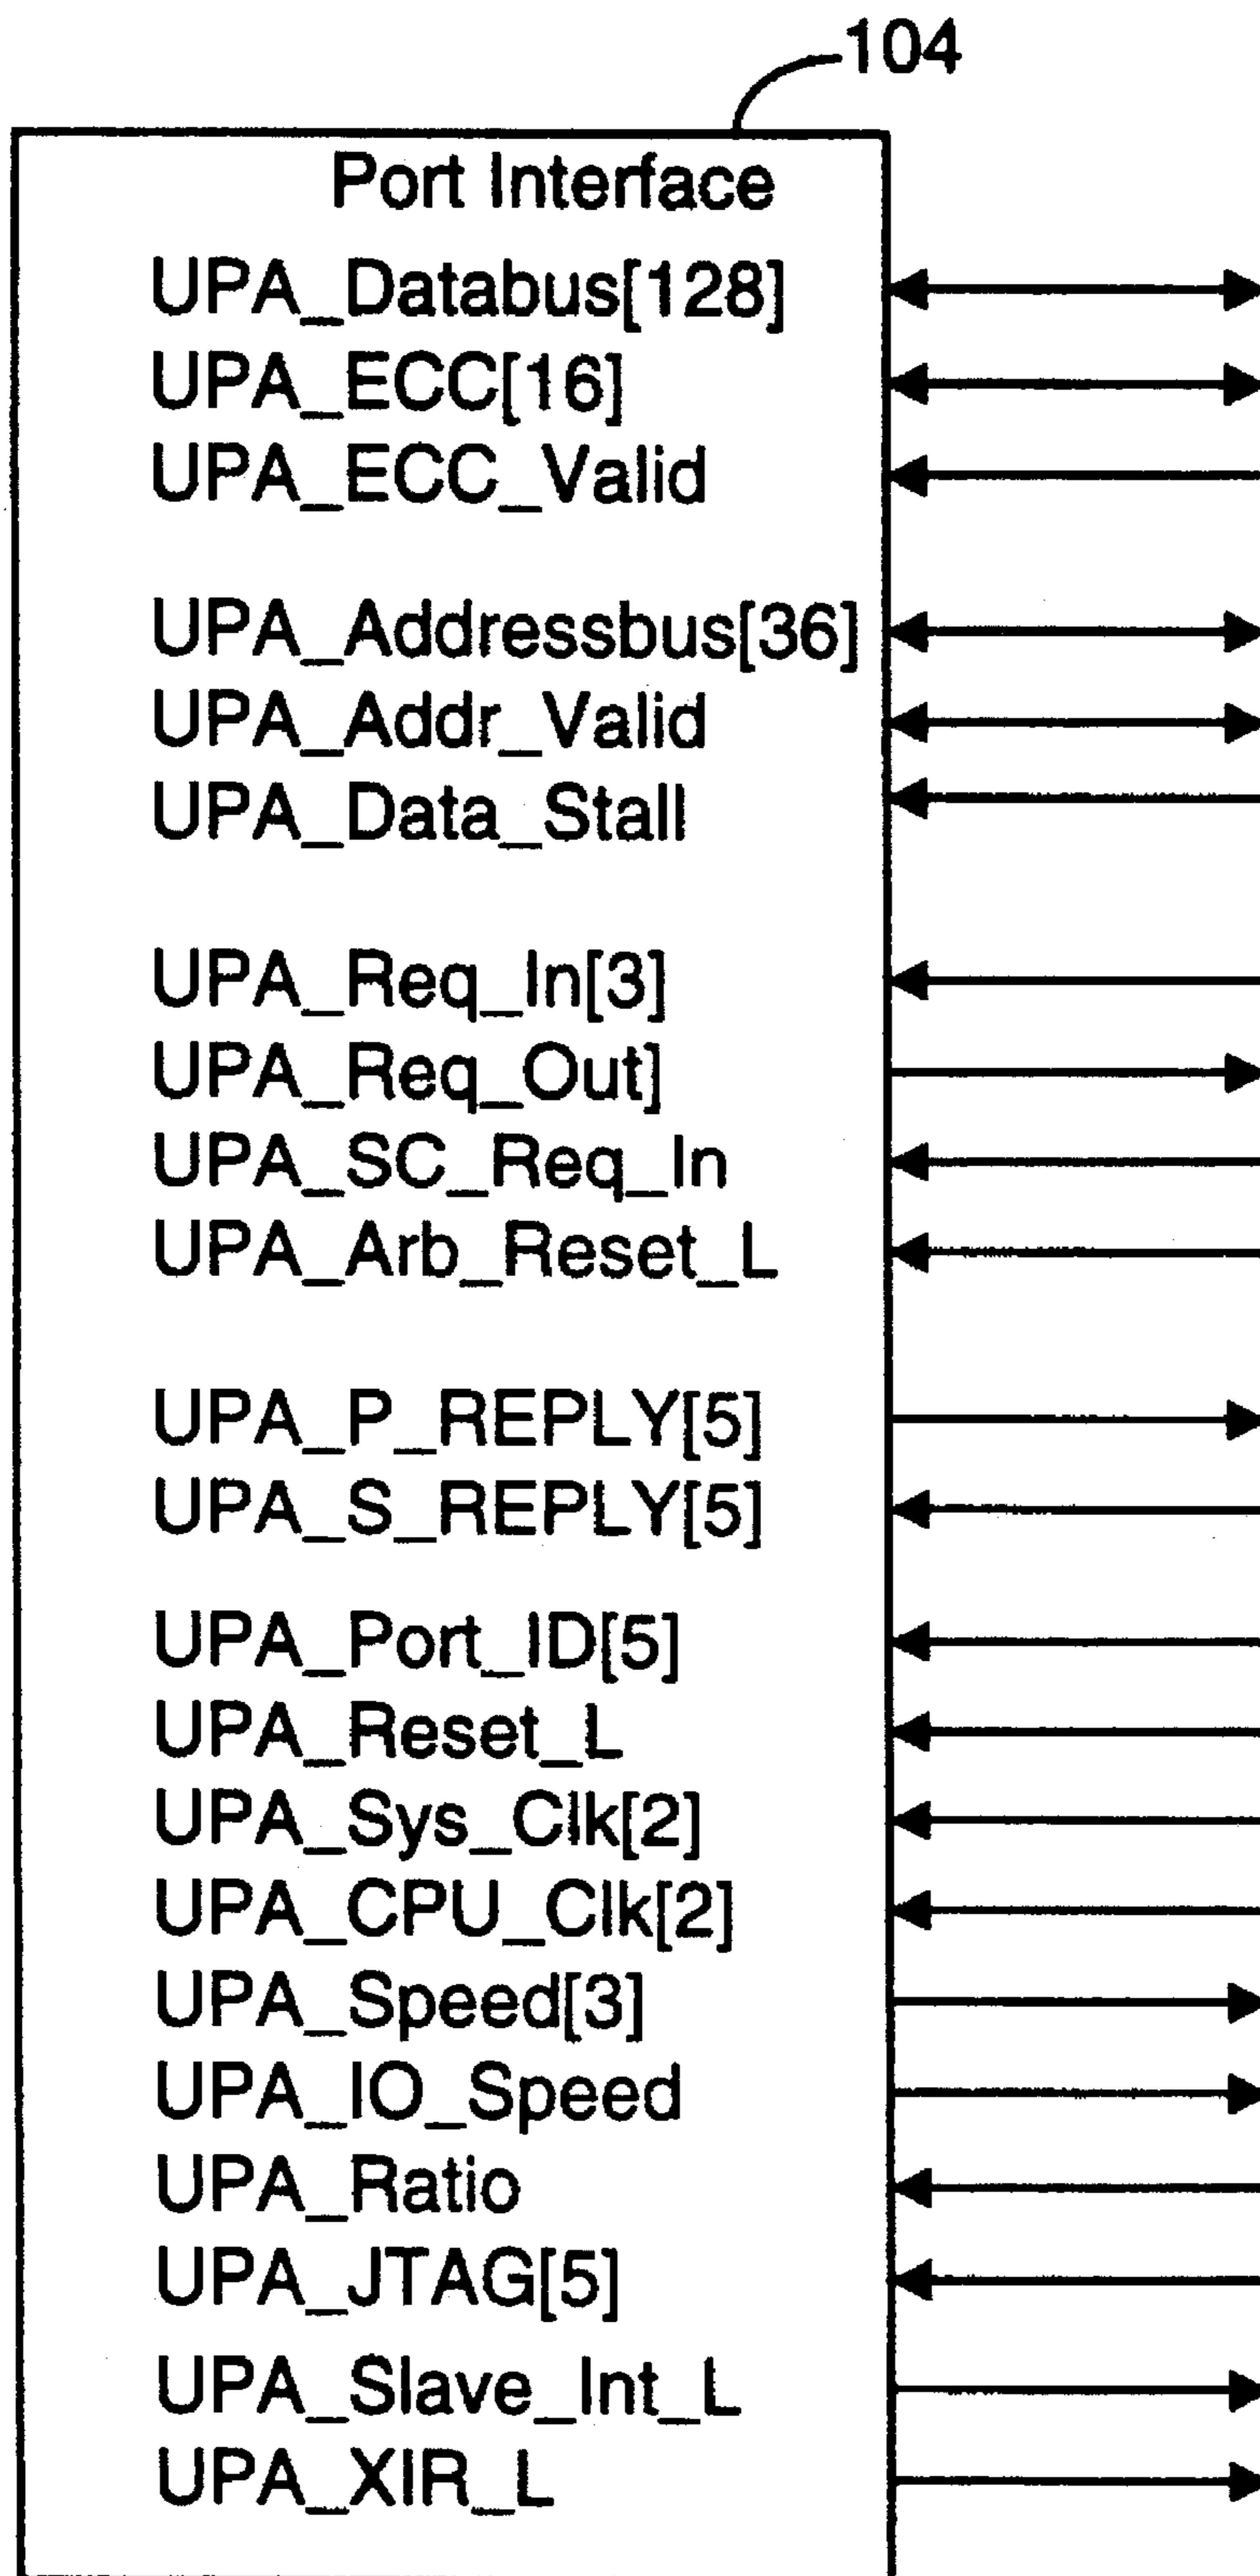 104
Port Interface
UPA_Databus[128]
UPA_ECC[16]
UPA_ECC_Valid
UPA_Addressbus[36]
UPA_Addr_Valid
UPA_Data_Stall
UPA_Req_In[3]
UPA_Req_Out]
UPA_SC_Req_In
UPA_Arb_Reset_L
UPA_P_REPLY[5]
UPA_S_REPLY[5]
UPA_Port_ID[5]
UPA_Reset_L
UPA_Sys_Clk[2]
UPA_CPU_Clk[2]
UPA_Speed[3]
UPA_IO_Speed
UPA_Ratio
UPA_JTAG[5]
UPA_Slave_Int_L
UPA_XIR_L